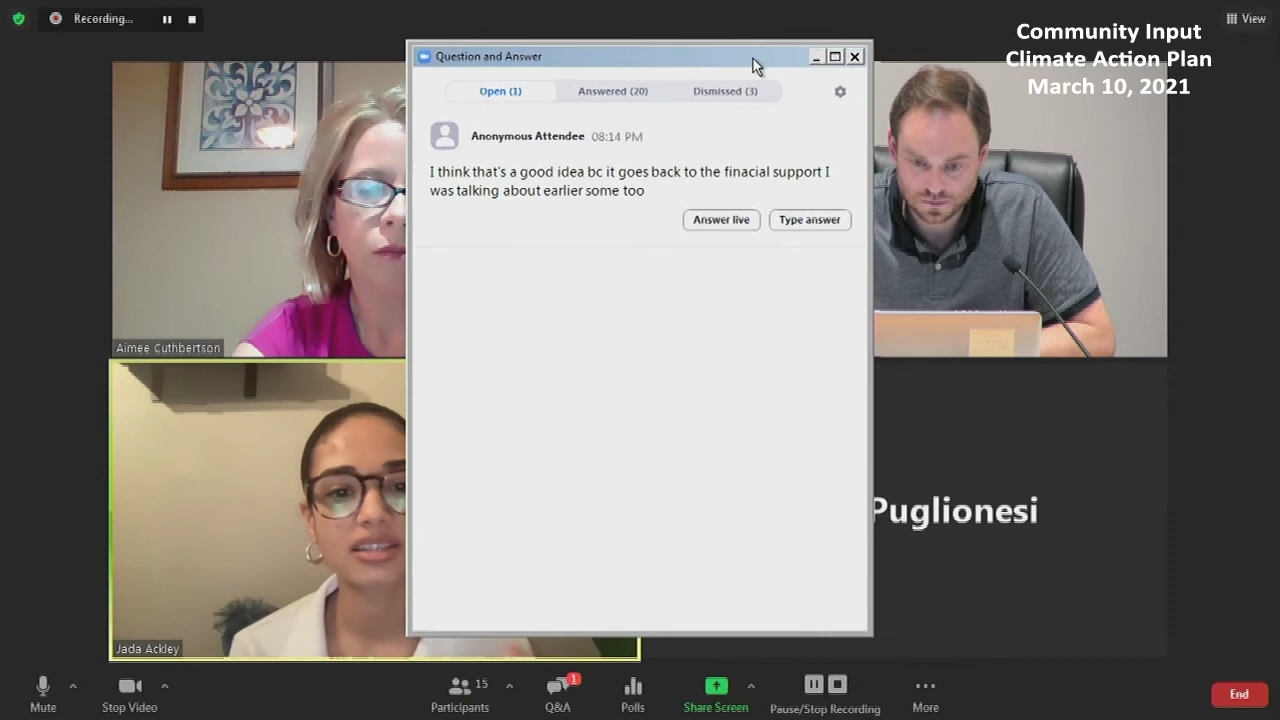 Recording...
View
Community Input
Climate Action Plan
March 10, 2021
Question and Answer
Open (1)
Answered (20)
Dismissed (3)
Anonymous Attendee 08:14 PM
I think that's a good idea bc it goes back to the finacial support I
was talking about earlier some too
Answer live
Type answer
Aimee Cuthbertson
Puglionesi
Jada Ackley
Mute
Stop Video
15
Participants
1
Q&A
Polls
Share Screen
Pause/Stop Recording
More
End